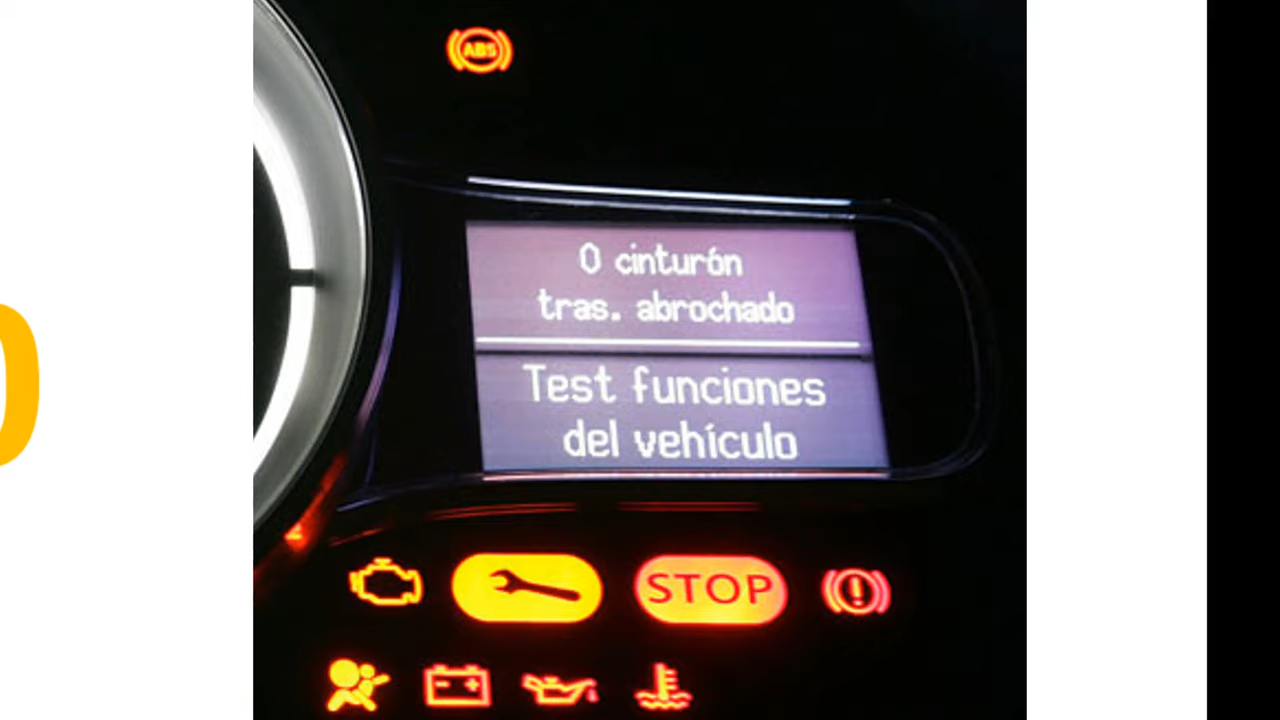 ABS
0 cinturón
tras. abrochado
Test funciones
del vehículo
STOP